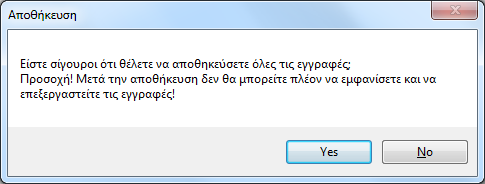 Αποθήκευση
Είστε σίγουροι ότι θέλετε να αποθηκεύσετε όλες τις εγγραφές;
Προσοχή! Μετά την αποθήκευση δεν θα μπορείτε πλέον να εμφανίσετε και να
επεξεργαστείτε τις εγγραφές!
Yes No